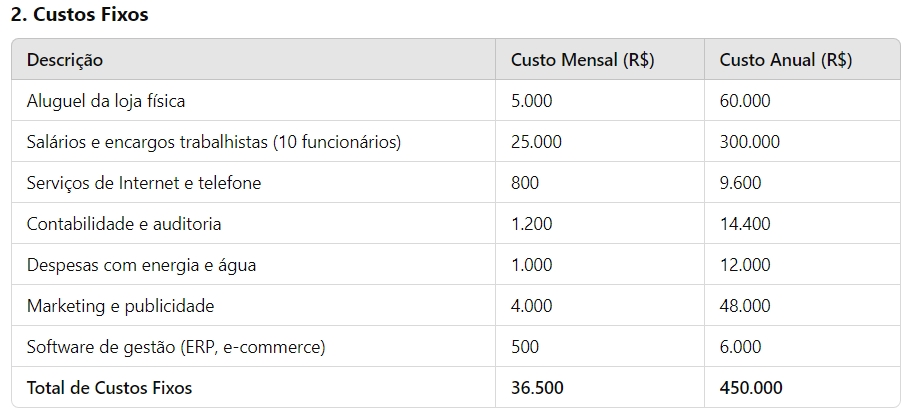 2. Custos Fixos
Descrição Custo Mensal (R$) Custo Anual (R$)
Aluguel da loja física 5.000 60.000
Salários e encargos trabalhistas (10 funcionários) 25.000 300.000
Serviços de Internet e telefone 800 9.600
Contabilidade e auditoria 1.200 14.400
Despesas com energia e água 1.000 12.000
Marketing e publicidade 4.000 48.000
Software de gestão (ERP, e-commerce) 500 6.000
Total de Custos Fixos 36.500 450.000